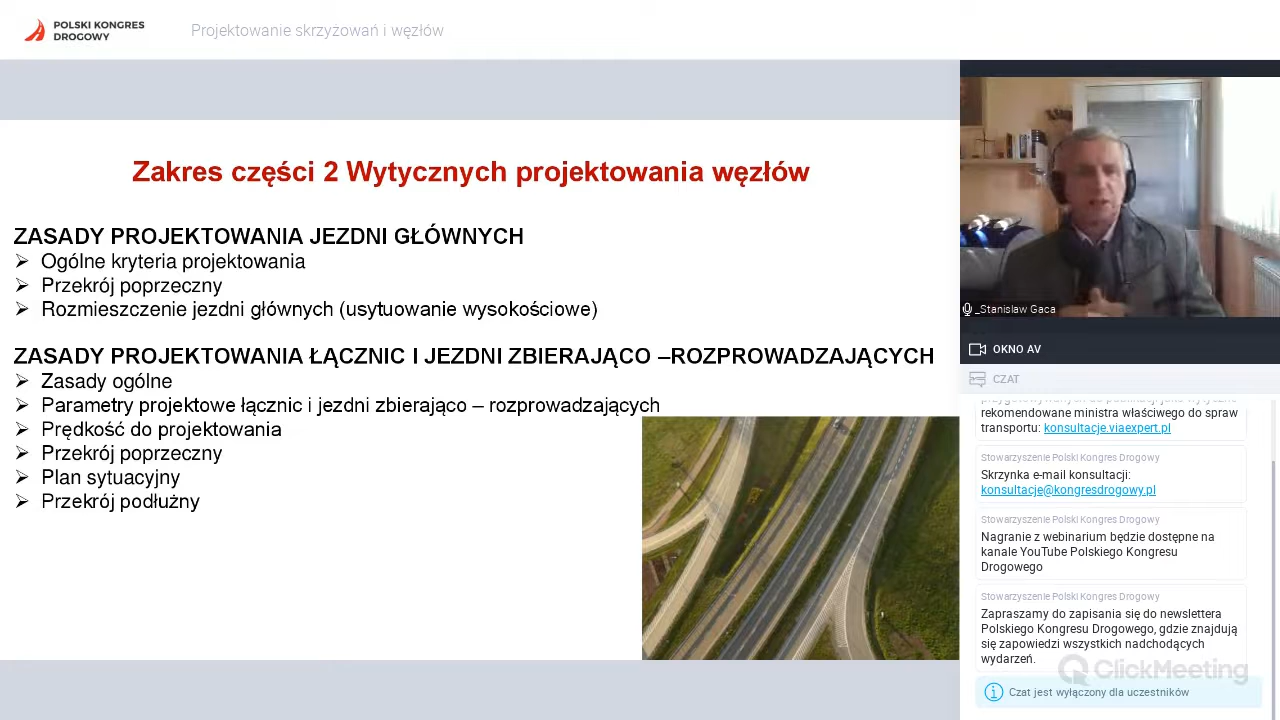 POLSKI KONGRES
DROGOWY
Projektowanie skrzyżowań i węzłów
Zakres części 2 Wytycznych projektowania węzłów
ZASADY PROJEKTOWANIA JEZDNI GŁÓWNYCH
Ogólne kryteria projektowania
Przekrój poprzeczny
Rozmieszczenie jezdni głównych (usytuowanie wysokościowe)
ZASADY PROJEKTOWANIA ŁĄCZNIC I JEZDNI ZBIERAJĄCO –ROZPROWADZAJĄCYCH
Zasady ogólne
Parametry projektowe łącznic i jezdni zbierająco – rozprowadzających
Prędkość do projektowania
Przekrój poprzeczny
Plan sytuacyjny
Przekrój podłużny
_Stanislaw Gaca
OKNO AV
CZAT
rekomendowane ministra właściwego do spraw
transportu: konsultacje.viaexpert.pl
Stowarzyszenie Polski Kongres Drogowy
Skrzynka e-mail konsultacji:
konsultacje@kongresdrogowy.pl
Stowarzyszenie Polski Kongres Drogowy
Nagranie z webinarium będzie dostępne na
kanale YouTube Polskiego Kongresu
Drogowego
Stowarzyszenie Polski Kongres Drogowy
Zapraszamy do zapisania się do newslettera
Polskiego Kongresu Drogowego, gdzie znajdują
się zapowiedzi wszystkich nadchodzących
wydarzeń.
ClickMeeting
Czat jest wyłączony dla uczestników